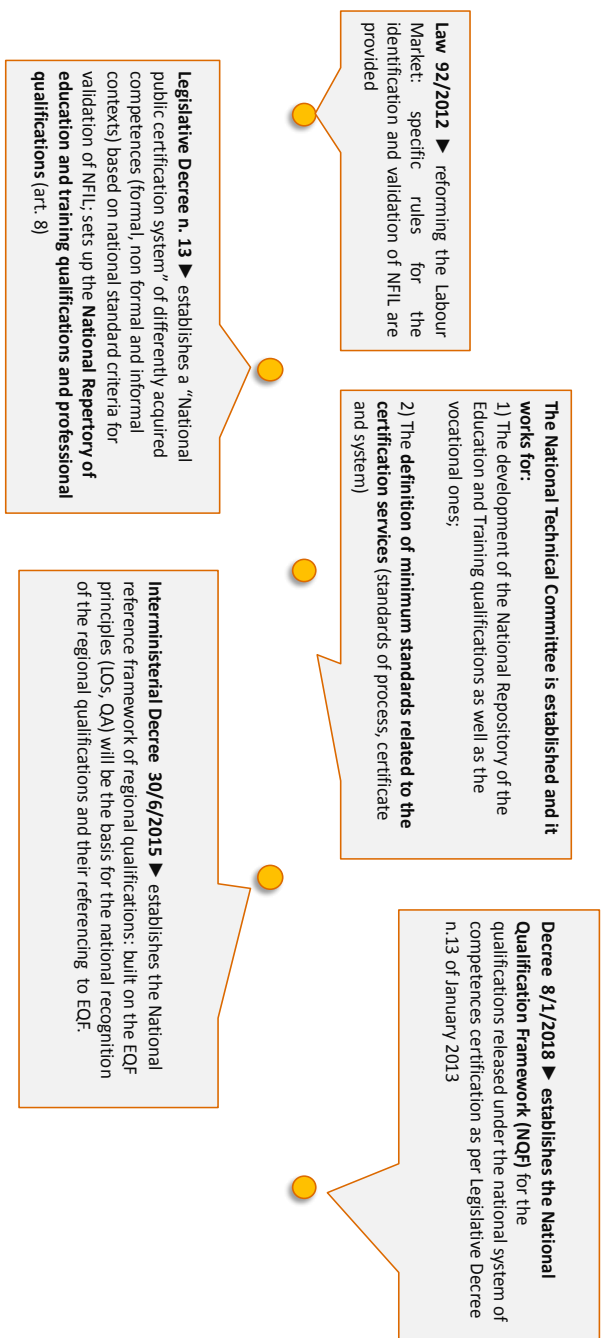 Law 92/2012 ► reforming the Labour
Market: specific rules for the
identification and validation of NFIL are
provided
Legislative Decree n. 13 ► establishes a “National
public certification system” of differently acquired
competences (formal, non formal and informal
contexts) based on national standard criteria for
validation of NFIL; sets up the National Repertory of
education and training qualifications and professional
qualifications (art. 8)
The National Technical Committee is established and it
works for:
1) The development of the National Repository of the
Education and Training qualifications as well as the
vocational ones;
2) The definition of minimum standards related to the
certification services (standards of process, certificate
and system)
Interministerial Decree 30/6/2015 ► establishes the National
reference framework of regional qualifications: built on the EQF
principles (LOs, QA) will be the basis for the national recognition
of the regional qualifications and their referencing to EQF.
Decree 8/1/2018 ► establishes the National
Qualification Framework (NQF) for the
qualifications released under the national system of
competences certification as per Legislative Decree
n.13 of January 2013